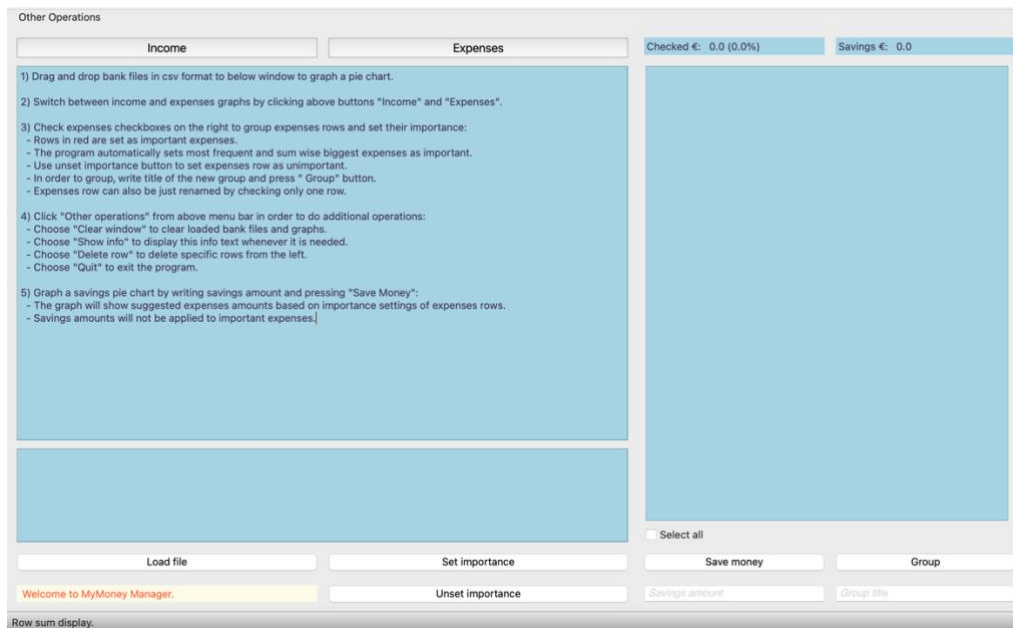 Other Operations
Income
Expenses
Checked €: 0.0 (0.0%)
Savings €: 0.0
1) Drag and drop bank files in csv format to below window to graph a pie chart.
2) Switch between income and expenses graphs by clicking above buttons "Income" and "Expenses".
3) Check expenses checkboxes on the right to group expenses rows and set their importance:
- Rows in red are set as important expenses.
- The program automatically sets most frequent and sum wise biggest expenses as important.
- Use unset importance button to set expenses row as unimportant.
- In order to group, write title of the new group and press " Group" button.
- Expenses row can also be just renamed by checking only one row.
4) Click "Other operations" from above menu bar in order to do additional operations:
- Choose "Clear window" to clear loaded bank files and graphs.
- Choose "Show info" to display this info text whenever it is needed.
- Choose "Delete row" to delete specific rows from the left.
- Choose "Quit" to exit the program.
5) Graph a savings pie chart by writing savings amount and pressing "Save Money":
- The graph will show suggested expenses amounts based on importance settings of expenses rows.
- Savings amounts will not be applied to important expenses.
Select all
Load file
Set importance
Save money
Group
Welcome to MyMoney Manager.
Unset importance
Savings amount
Group title
Row sum display.